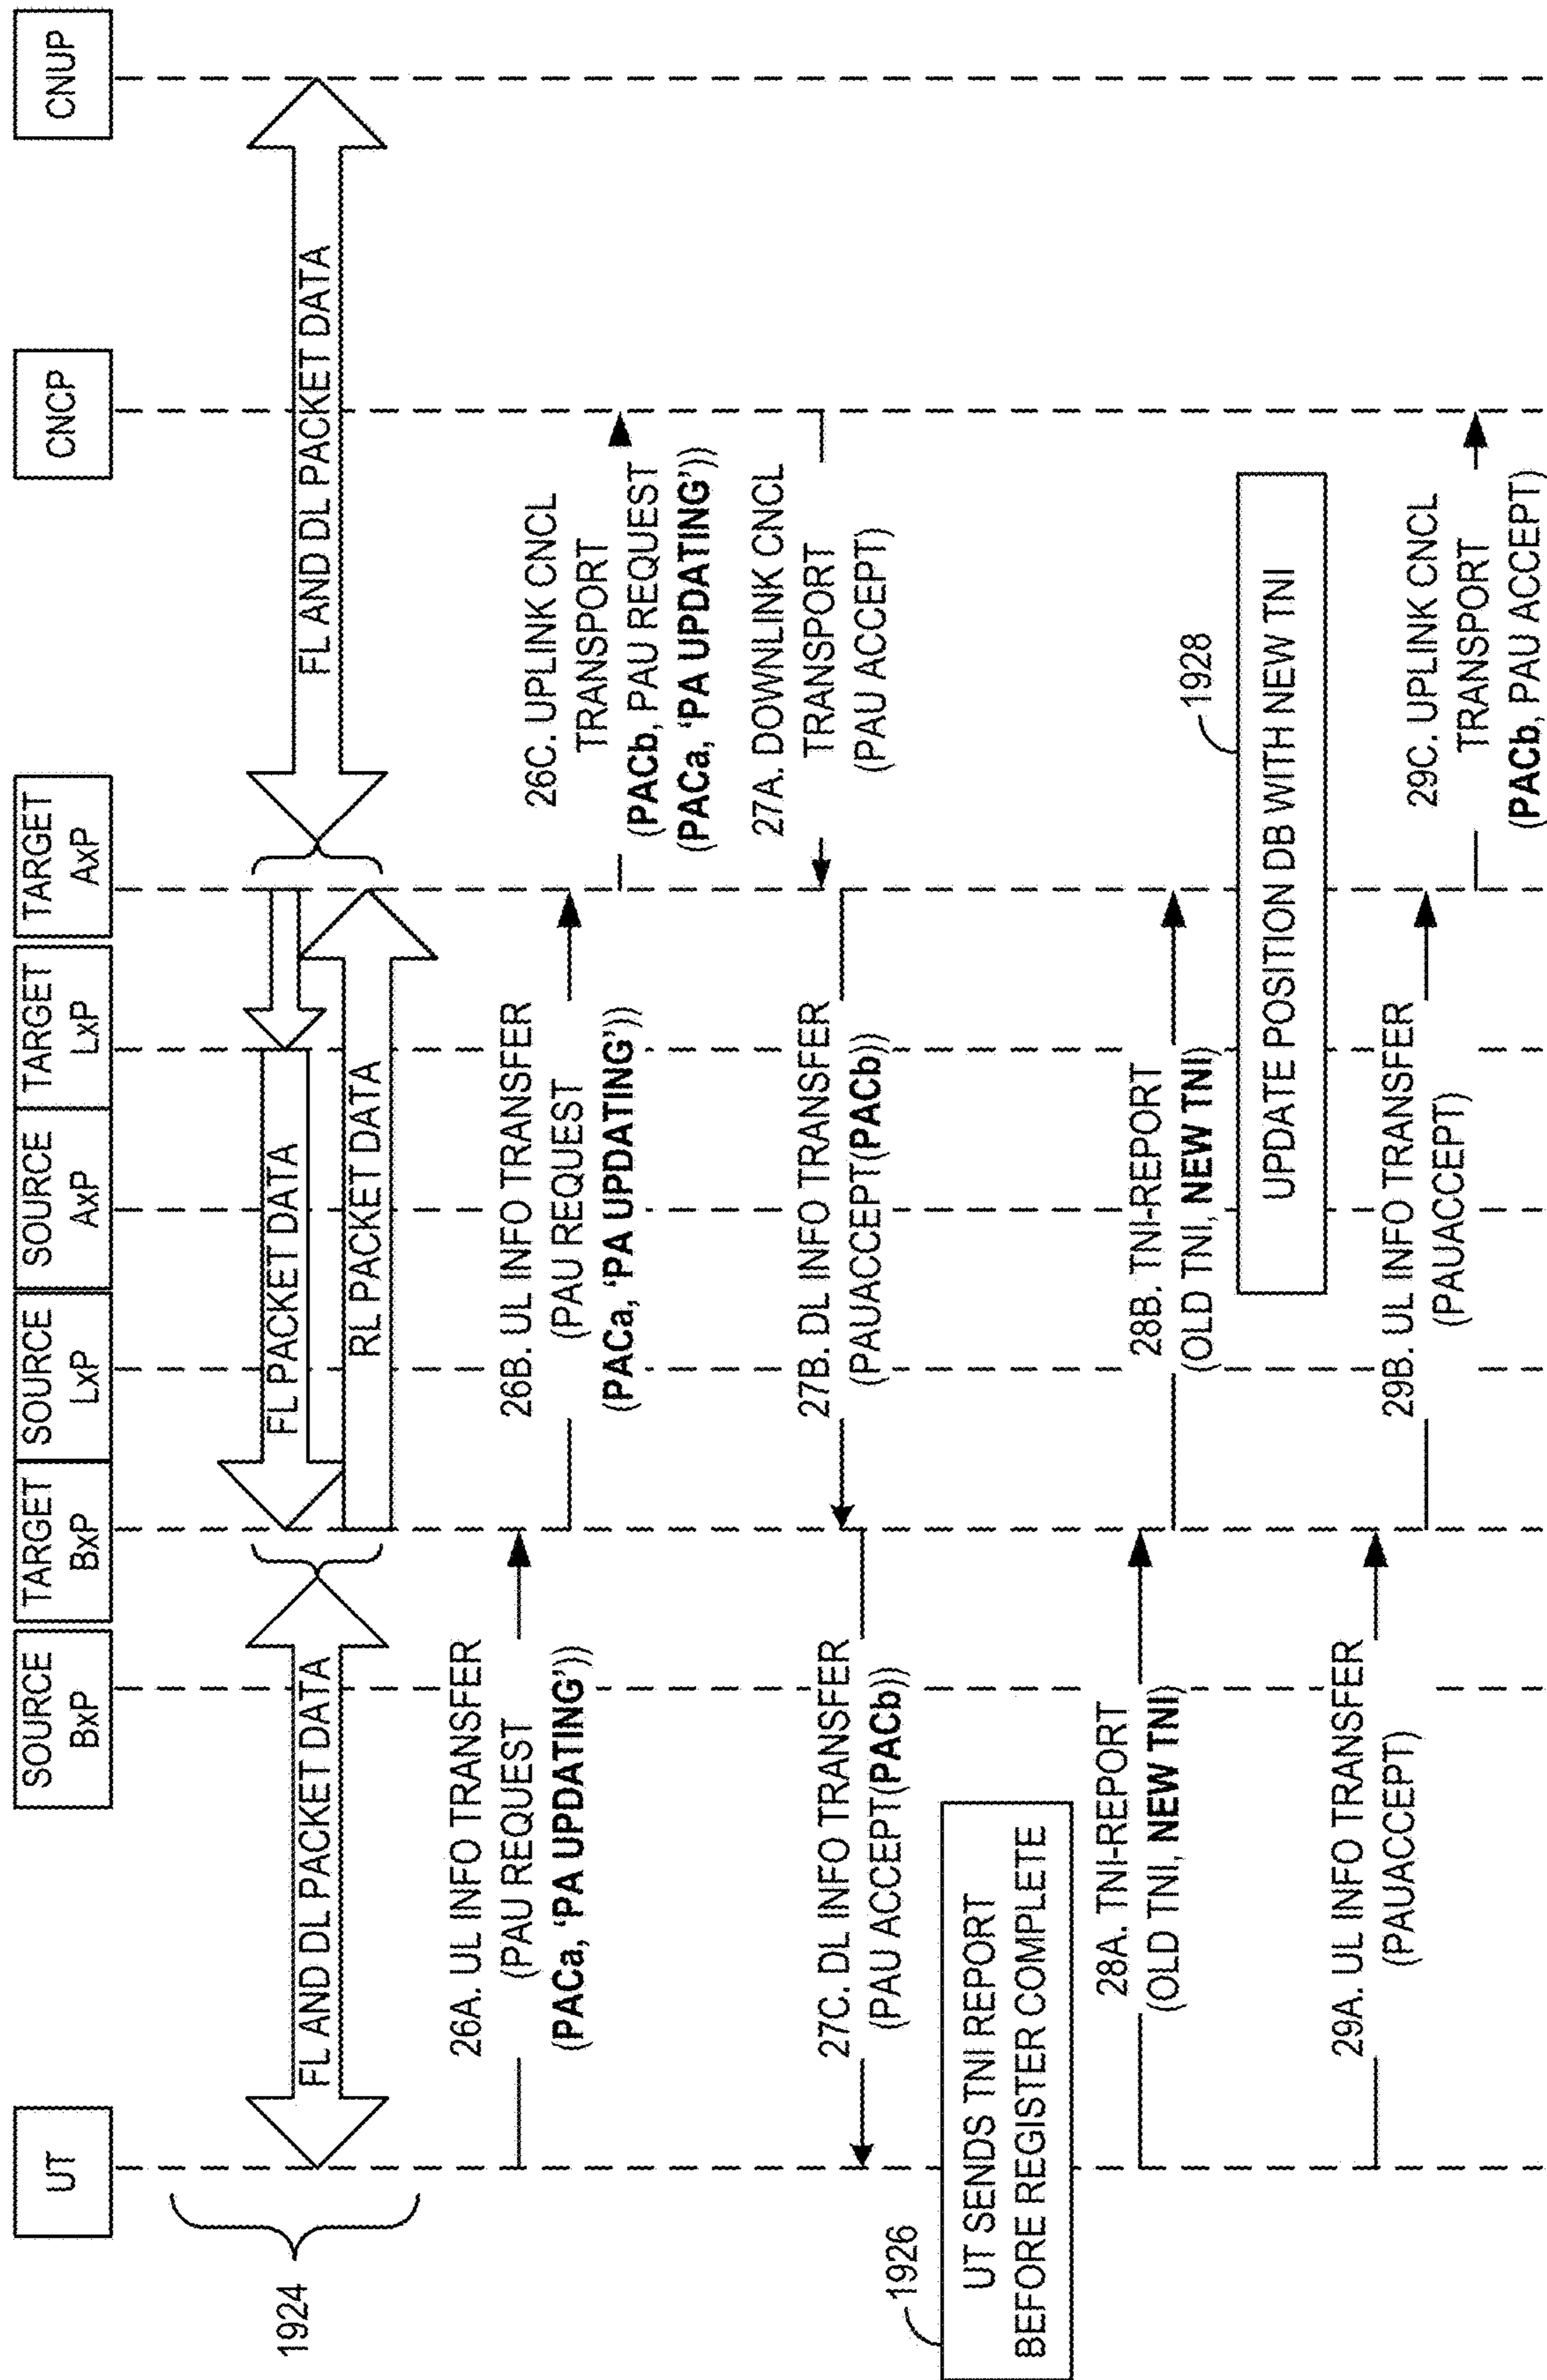 UT
SOURCE
BxP
TARGET
BxP
SOURCE
LxP
SOURCE
AxP
TARGET
LxP
TARGET
AxP
CNCP
CNUP
1924
FL AND DL PACKET DATA
FL PACKET DATA
RL PACKET DATA
FL AND DL PACKET DATA
26A. UL INFO TRANSFER
(PAU REQUEST
(PACa, ‘PA UPDATING’))
26B. UL INFO TRANSFER
(PAU REQUEST
(PACa, ‘PA UPDATING’))
26C. UPLINK CNCL
TRANSPORT
(PACb, PAU REQUEST
(PACa, ‘PA UPDATING’))
27A. DOWNLINK CNCL
TRANSPORT
(PAU ACCEPT)
27B. DL INFO TRANSFER
(PAUACCEPT(PACb))
27C. DL INFO TRANSFER
(PAU ACCEPT(PACb))
1926
UT SENDS TNI REPORT
BEFORE REGISTER COMPLETE
28A. TNI-REPORT
(OLD TNI, NEW TNI)
28B. TNI-REPORT
(OLD TNI, NEW TNI)
1928
UPDATE POSITION DB WITH NEW TNI
29A. UL INFO TRANSFER
(PAUACCEPT)
29B. UL INFO TRANSFER
(PAUACCEPT)
29C. UPLINK CNCL
TRANSPORT
(PACb, PAU ACCEPT)